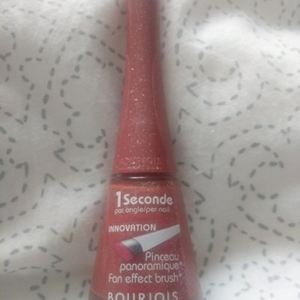 1 Seconde
par ongle/per nail
INNOVATION
Pinceau
panoramique*
Fan effect brush*
BOURJOIS